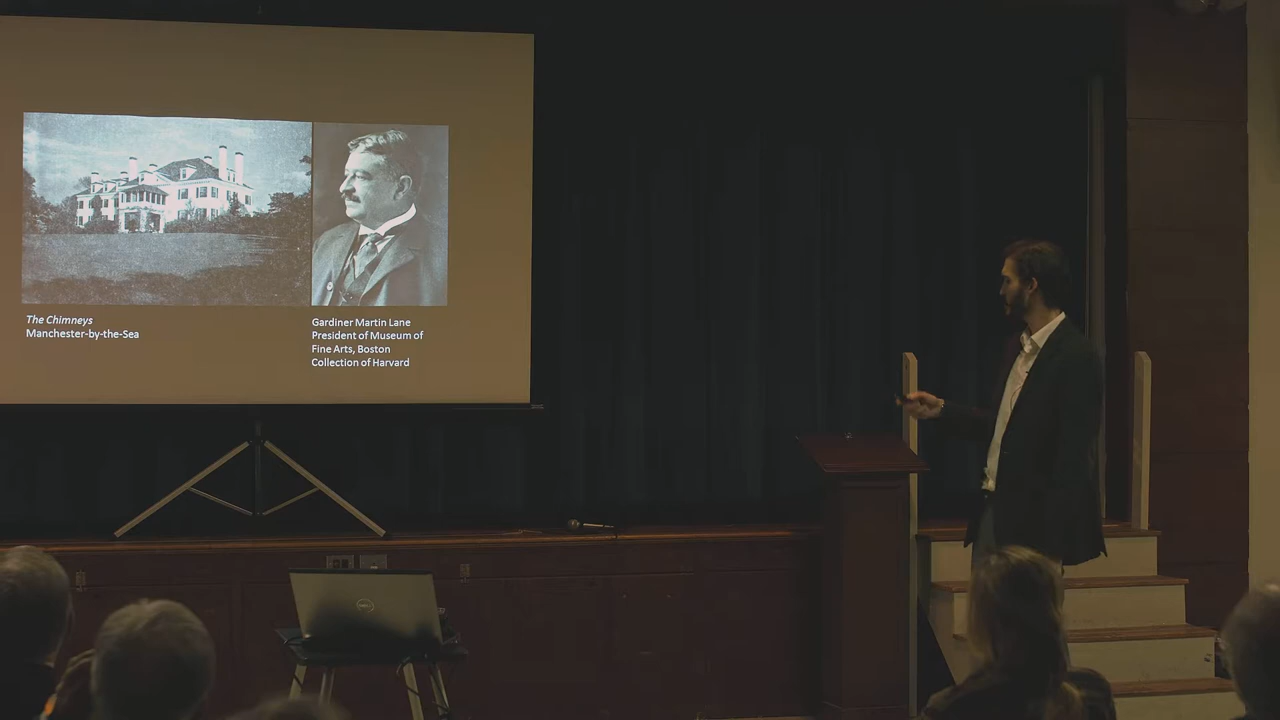 The Chimneys
Manchester-by-the-Sea
Gardiner Martin Lane
President of Museum of
Fine Arts, Boston
Collection of Harvard
DELL